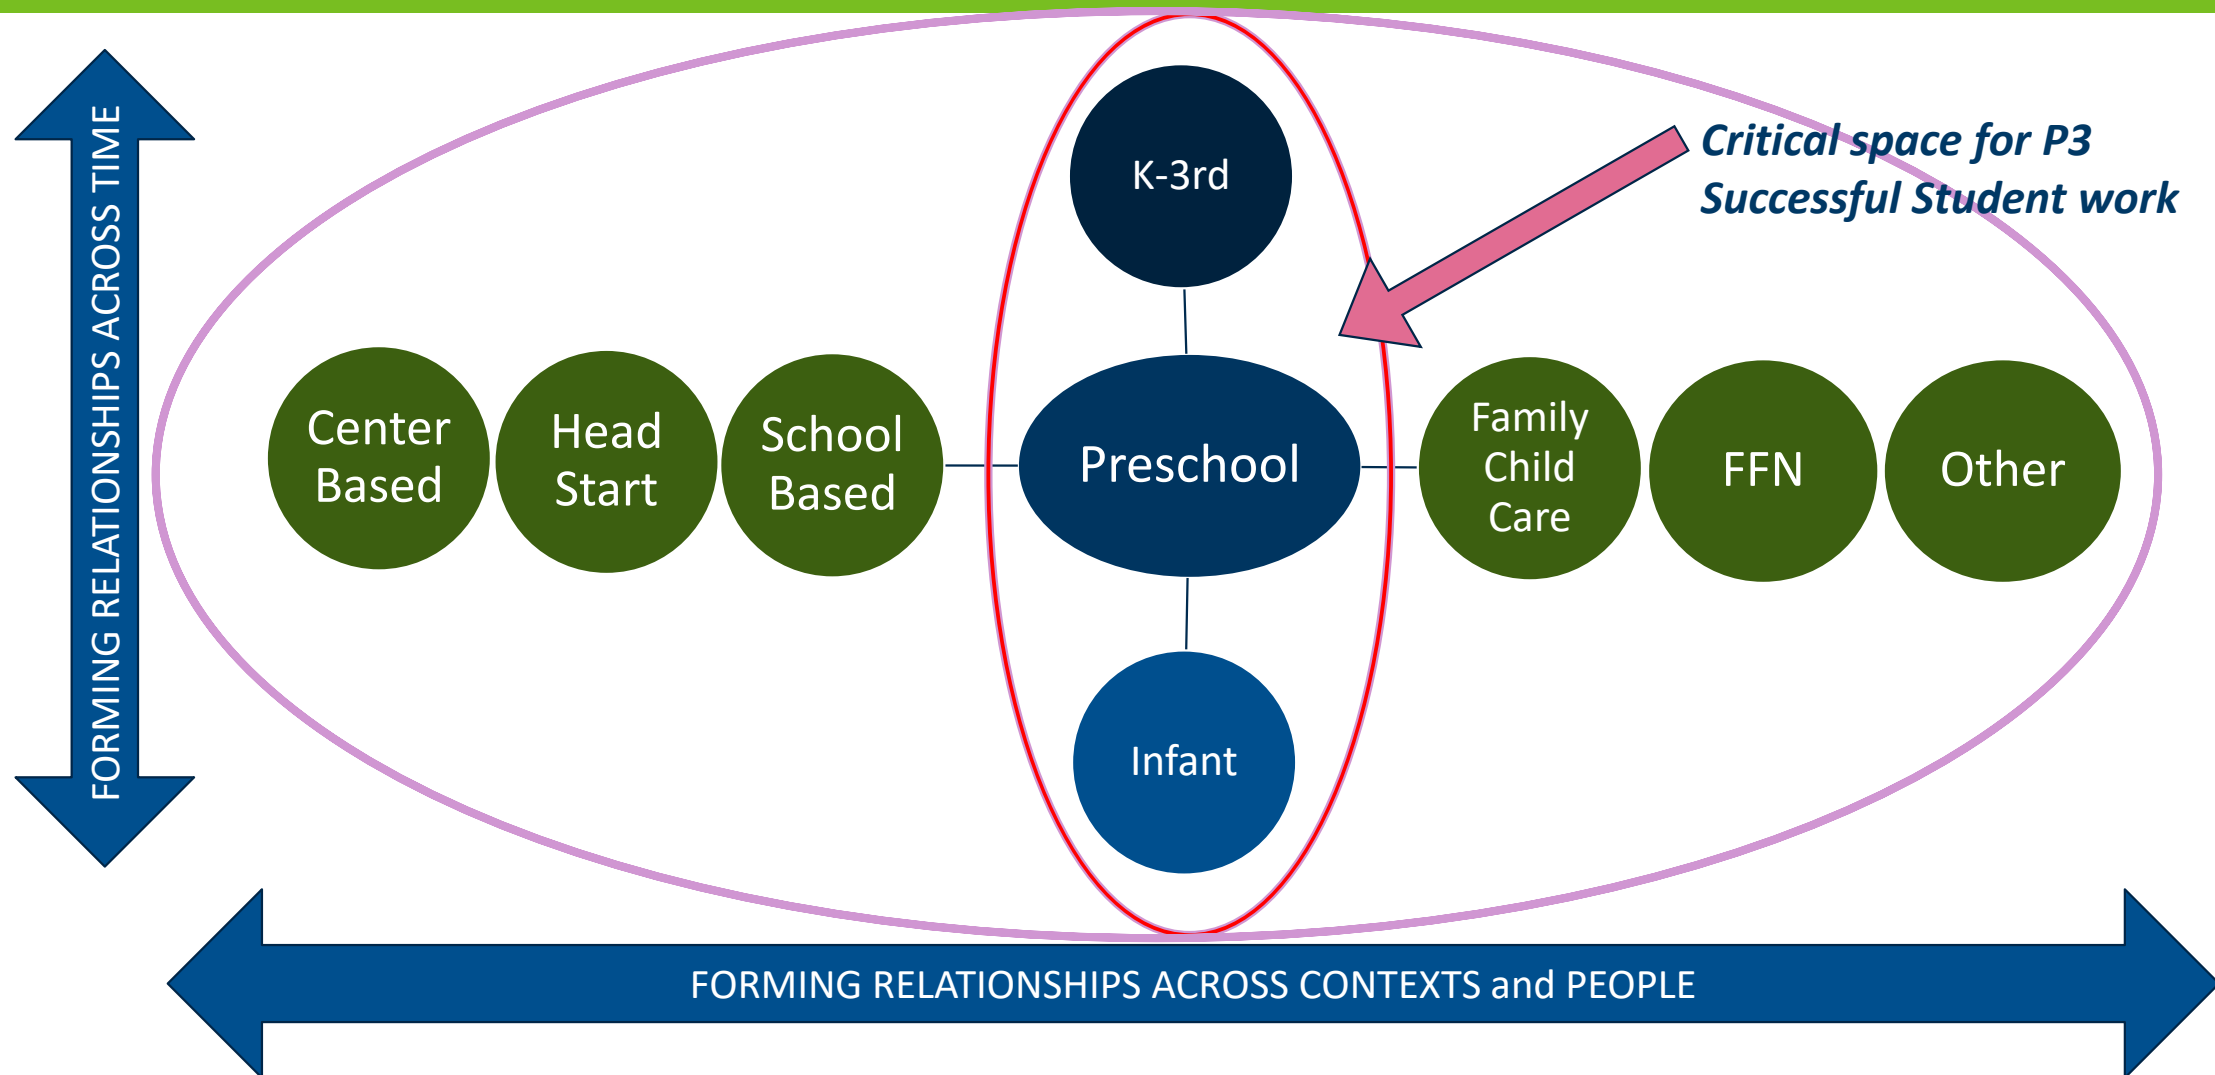 FORMING RELATIONSHIPS ACROSS TIME
K-3rd
Critical space for P3
Successful Student work
Center
Based
Head
Start
School
Based
Preschool
Family
Child
Care
FFN
Other
Infant
FORMING RELATIONSHIPS ACROSS CONTEXTS and PEOPLE